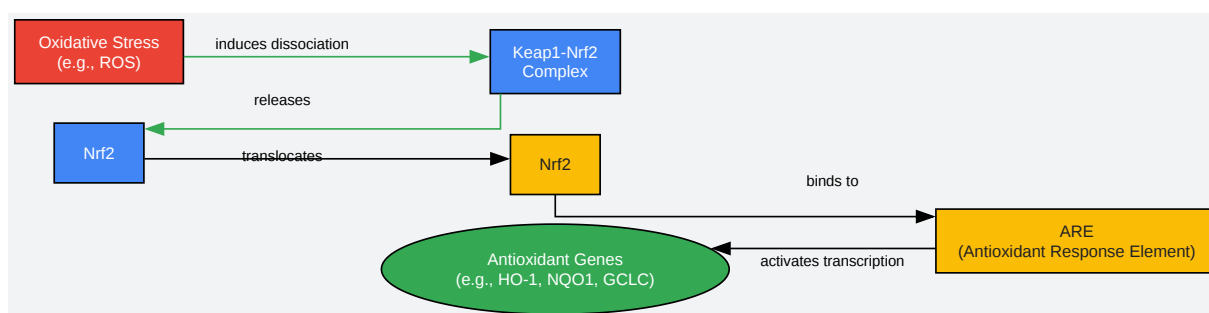 Oxidative Stress
(e.g., ROS)
induces dissociation
Keap1-Nrf2
Complex
releases
Nrf2
translocates
Nrf2
binds to
ARE
(Antioxidant Response Element)
activates transcription
Antioxidant Genes
(e.g., HO-1, NQO1, GCLC)